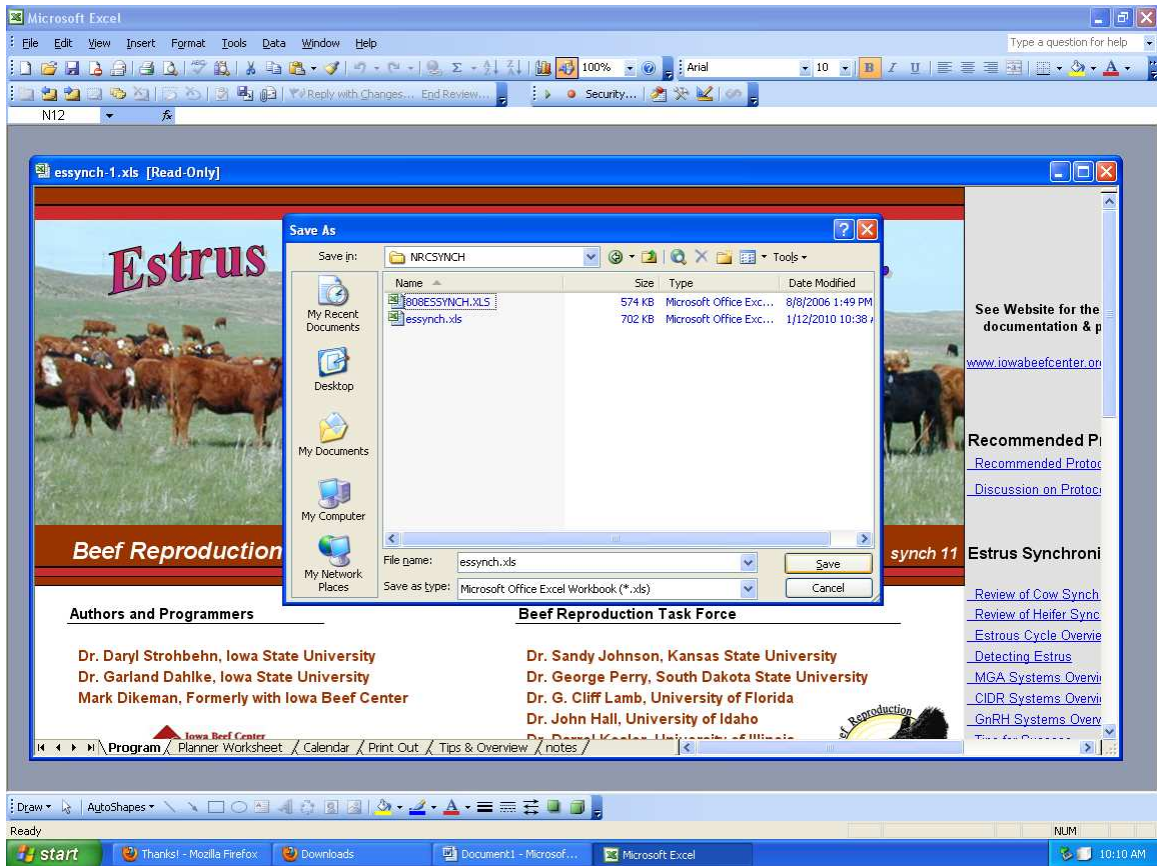 Microsoft Excel
File Edit View Insert Format Tools Data Window Help
Type a question for help
100%
Arial
10
B I U
Reply with Changes... End Review...
Security...
N12
fx
essynch-1.xls [Read-Only]
Estrus
Save As
Save in:
NRCSYNCH
Tools
Name Size Type Date Modified
808ESSYNCH.XLS 574 KB Microsoft Office Exc... 8/8/2006 1:49 PM
essynch.xls 702 KB Microsoft Office Exc... 1/12/2010 10:38
My Recent
Documents
Desktop
My Documents
My Computer
My Network
Places
File name: essynch.xls Save
Save as type: Microsoft Office Excel Workbook (*.xls) Cancel
See Website for the
documentation & p
www.iowabeefcenter.or
Recommended P
Recommended Protoc
Discussion on Protoc
Beef Reproduction
synch 11
Estrus Synchroni
Review of Cow Synch
Review of Heifer Sync
Estrous Cycle Overvie
Detecting Estrus
MGA Systems Overvi
CIDR Systems Overv
GnRH Systems Overv
Tips for Success
Authors and Programmers
Dr. Daryl Strohbehn, Iowa State University
Dr. Garland Dahlke, Iowa State University
Mark Dikeman, Formerly with Iowa Beef Center
Iowa Beef Center
Beef Reproduction Task Force
Dr. Sandy Johnson, Kansas State University
Dr. George Perry, South Dakota State University
Dr. G. Cliff Lamb, University of Florida
Dr. John Hall, University of Idaho
Reproduction
Program Planner Worksheet Calendar Print Out Tips & Overview notes
Draw AutoShapes
A
Ready
NUM
start Thanks! - Mozilla Firefox Downloads Document1 - Microsof... Microsoft Excel 10:10 AM